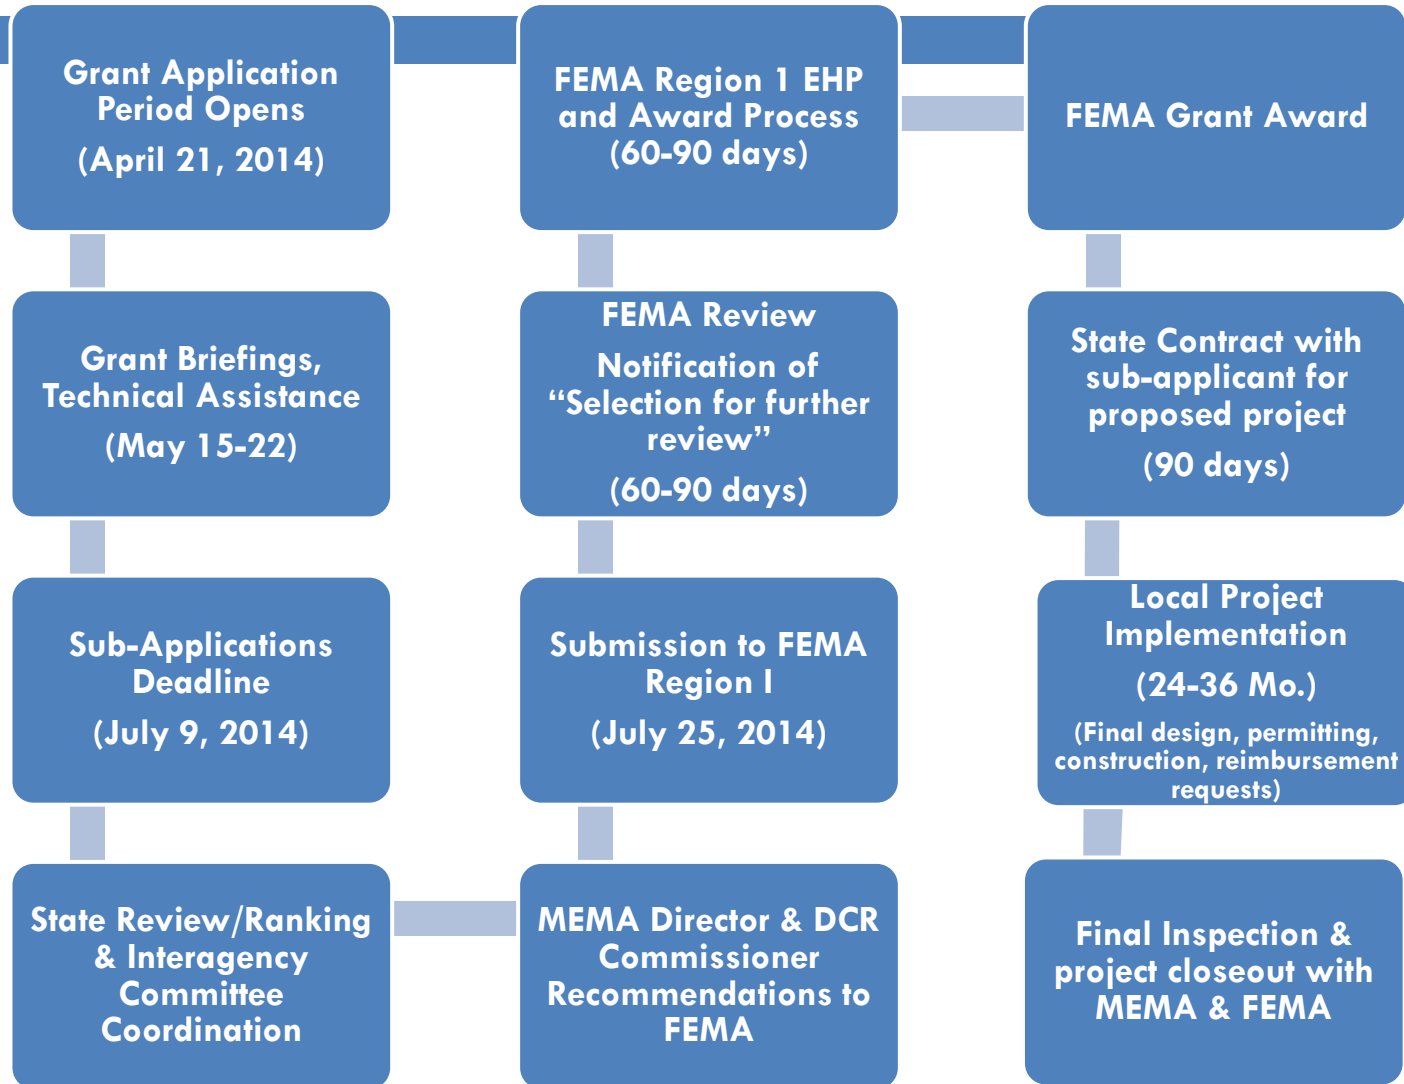 Grant Application
Period Opens
(April 21, 2014)
Grant Briefings,
Technical Assistance
(May 15-22)
Sub-Applications
Deadline
(July 9, 2014)
State Review/Ranking
& Interagency
Committee
Coordination
MEMA Director & DCR
Commissioner
Recommendations to
FEMA
Submission to FEMA
Region I
(July 25, 2014)
FEMA Review
Notification of
“Selection for further
review”
(60-90 days)
FEMA Region 1 EHP
and Award Process
(60-90 days)
FEMA Grant Award
State Contract with
sub-applicant for
proposed project
(90 days)
Local Project
Implementation
(24-36 Mo.)
(Final design, permitting,
construction, reimbursement
requests)
Final Inspection &
project closeout with
MEMA & FEMA